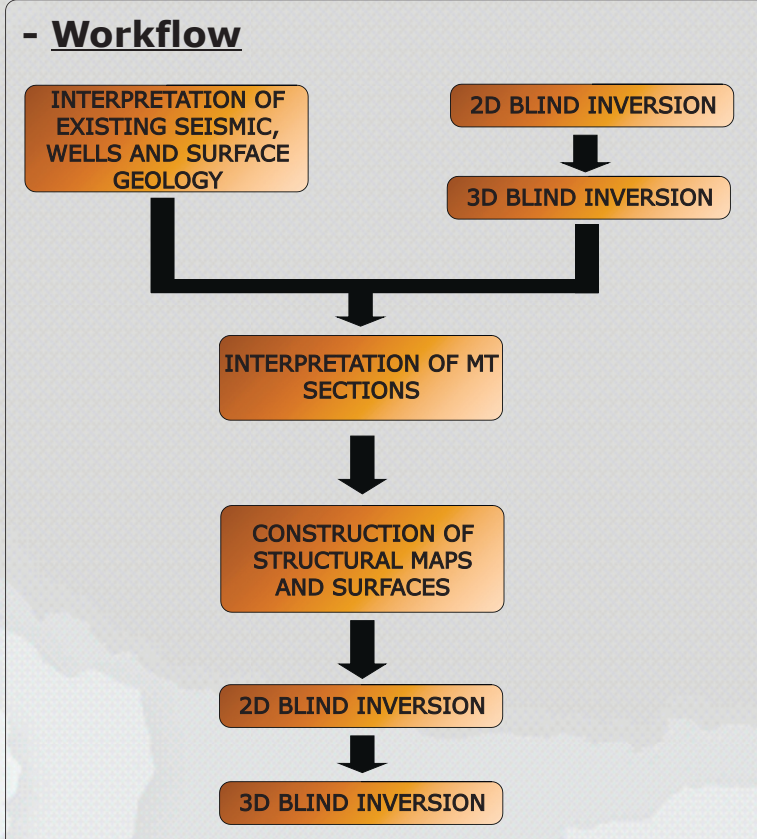 - Workflow
INTERPRETATION OF
EXISTING SEISMIC,
WELLS AND SURFACE
GEOLOGY
2D BLIND INVERSION
3D BLIND INVERSION
INTERPRETATION OF MT
SECTIONS
CONSTRUCTION OF
STRUCTURAL MAPS
AND SURFACES
2D BLIND INVERSION
3D BLIND INVERSION